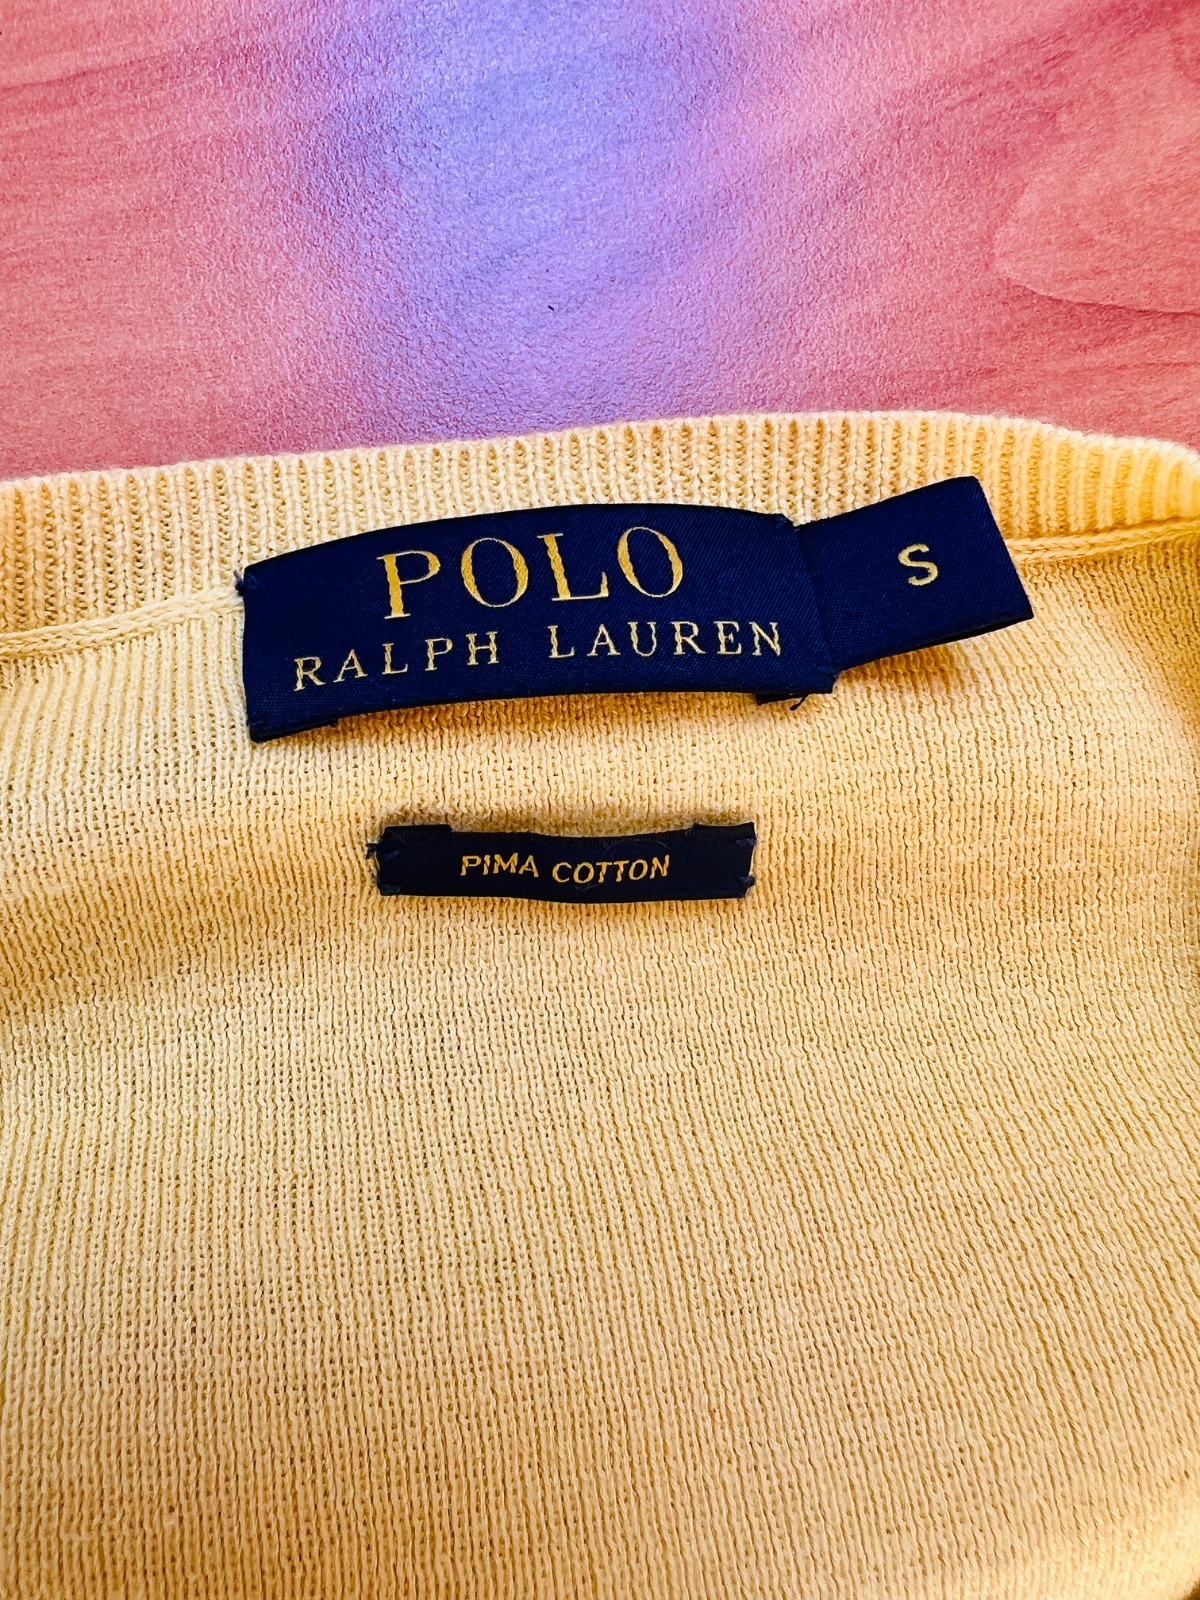 POLO
RALPH LAUREN
S
PIMA COTTON